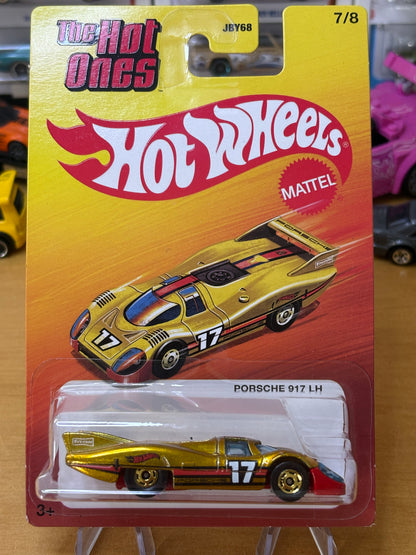 The Hot Ones
JBY68
7/8
Hot Wheels®
MATTEL
17
17
PORSCHE 917 LH
17
3+